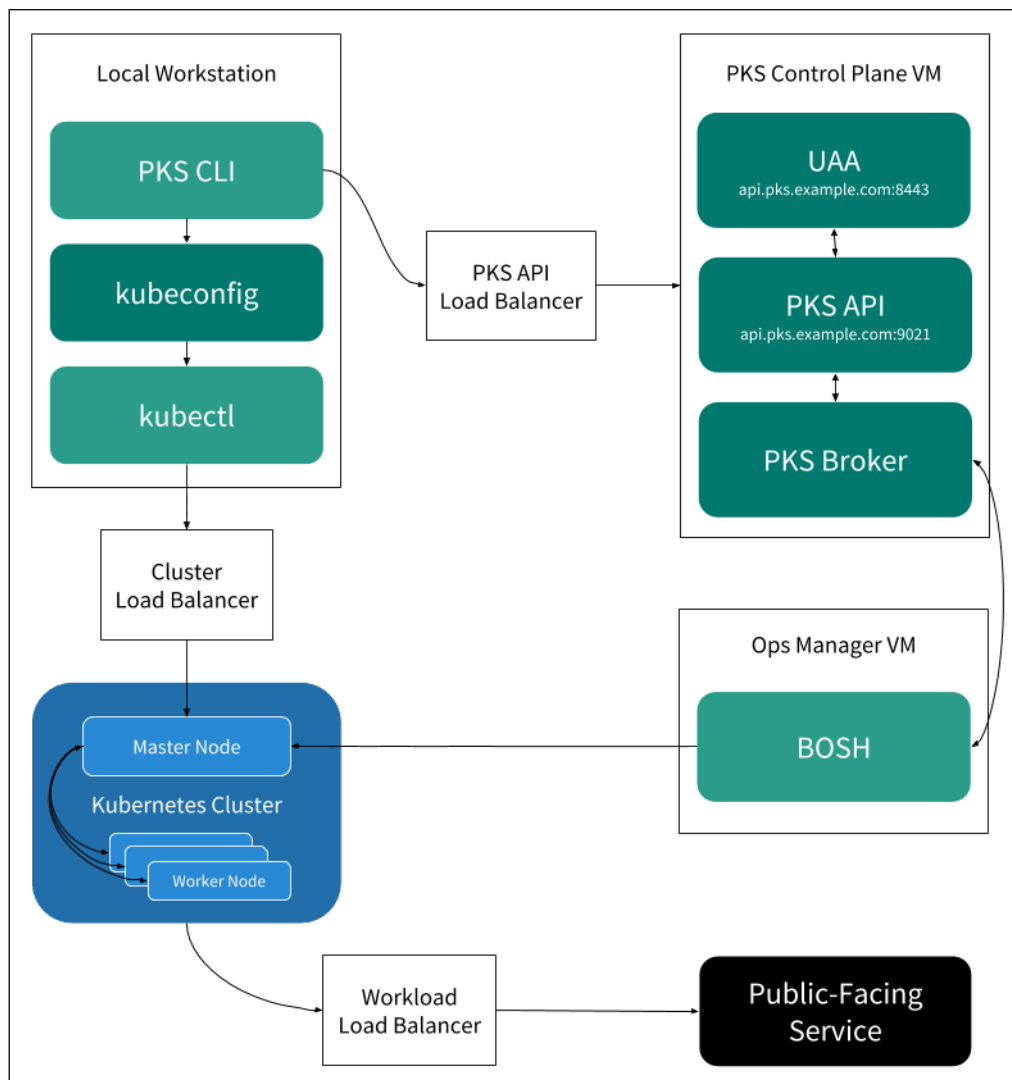 Local Workstation
PKS CLI
kubeconfig
kubectl
PKS API
Load Balancer
PKS Control Plane VM
UAA
api.pks.example.com:8443
PKS API
api.pks.example.com:9021
PKS Broker
Cluster
Load Balancer
Ops Manager VM
BOSH
Master Node
Kubernetes Cluster
Worker Node
Workload
Load Balancer
Public-Facing
Service